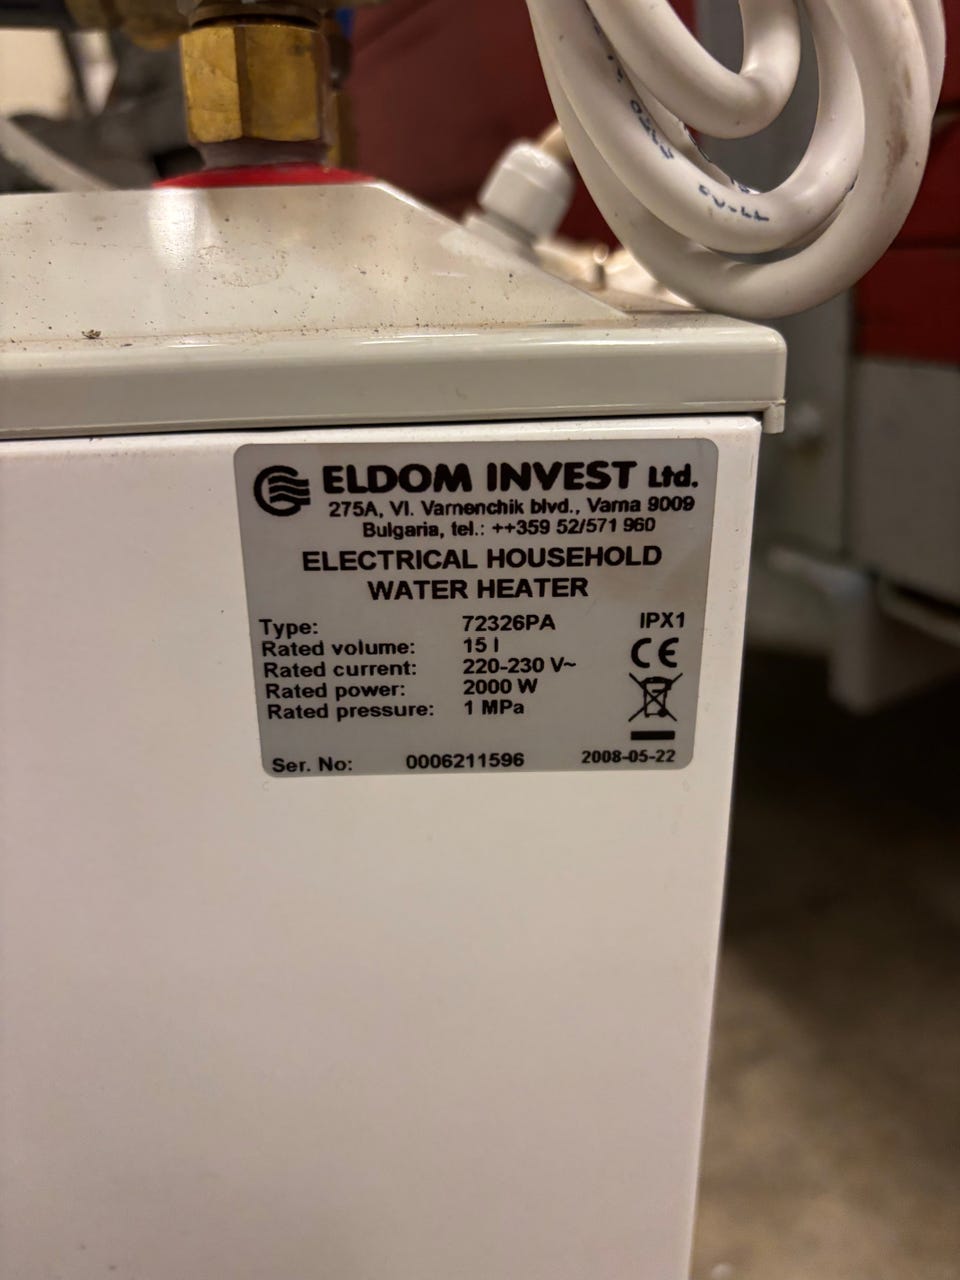 ELDOM INVEST Ltd.
275A, Vl. Varnenchik blvd., Varna 9009
Bulgaria, tel.: ++359 52/571 960
ELECTRICAL HOUSEHOLD
WATER HEATER
Type: 72326PA IPX1
Rated volume: 15 l
Rated current: 220-230 V~ CE
Rated power: 2000 W
Rated pressure: 1 MPa
Ser. No: 0006211596 2008-05-22